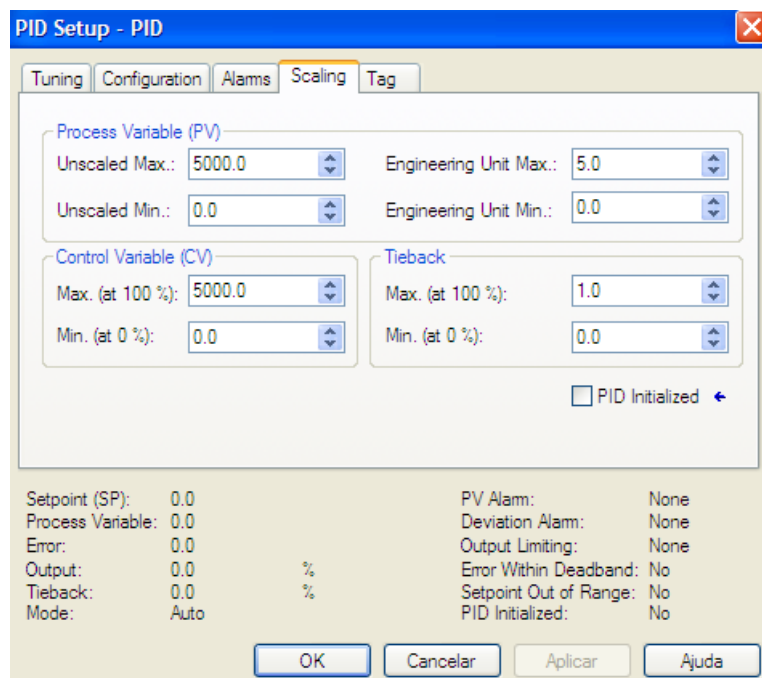 PID Setup - PID
Tuning Configuration Alarms Scaling Tag
Process Variable (PV)
Unscaled Max.: 5000.0 Engineering Unit Max.: 5.0
Unscaled Min.: 0.0 Engineering Unit Min.: 0.0
Control Variable (CV) Tieback
Max. (at 100 %): 5000.0 Max. (at 100 %): 1.0
Min. (at 0 %): 0.0 Min. (at 0 %): 0.0
PID Initialized
Setpoint (SP): 0.0 PV Alarm: None
Process Variable: 0.0 Deviation Alarm: None
Error: 0.0 Output Limiting: None
Output: 0.0 % Error Within Deadband: No
Tieback: 0.0 % Setpoint Out of Range: No
Mode: Auto PID Initialized: No
OK Cancelar Aplicar Ajuda